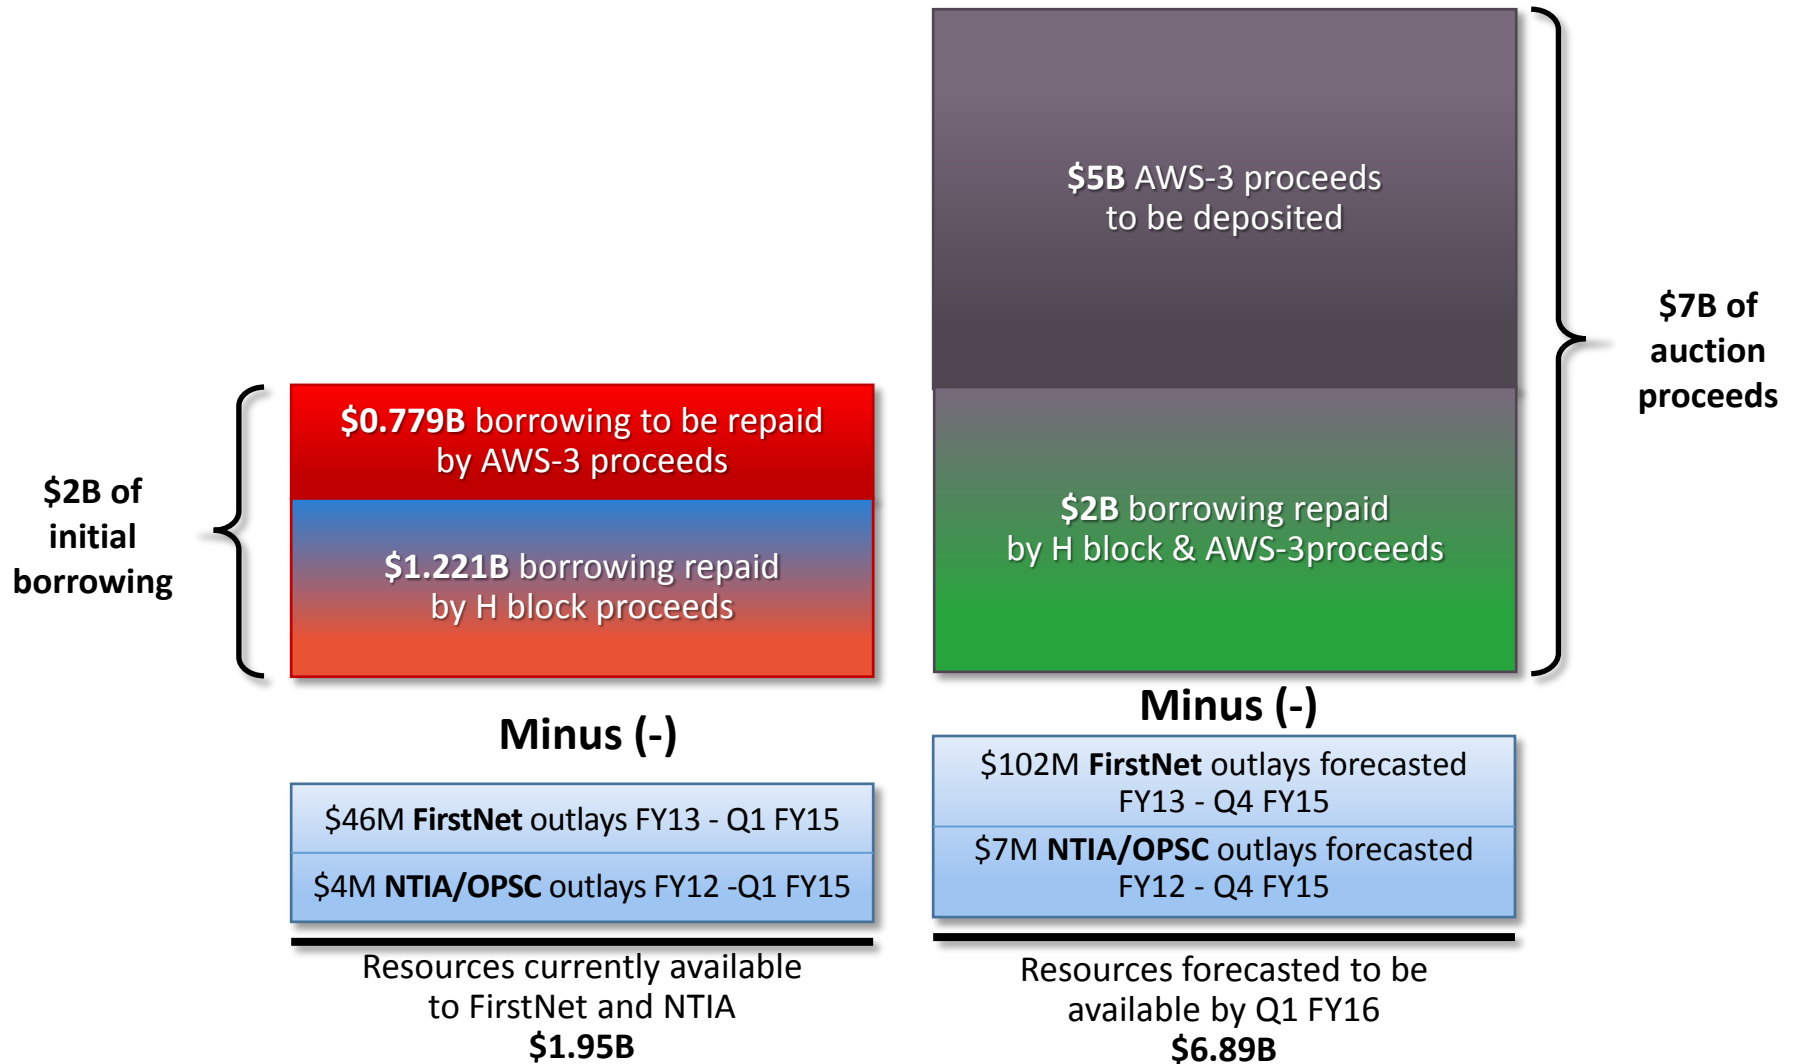 $2B of
initial
borrowing
$0.779B borrowing to be repaid
by AWS-3 proceeds
$1.221B borrowing repaid
by H block proceeds
Minus (-)
$46M FirstNet outlays FY13 - Q1 FY15
$4M NTIA/OPSC outlays FY12 -Q1 FY15
Resources currently available
to FirstNet and NTIA
$1.95B
$5B AWS-3 proceeds
to be deposited
$2B borrowing repaid
by H block & AWS-3proceeds
$7B of
auction
proceeds
Minus (-)
$102M FirstNet outlays forecasted
FY13 - Q4 FY15
$7M NTIA/OPSC outlays forecasted
FY12 - Q4 FY15
Resources forecasted to be
available by Q1 FY16
$6.89B